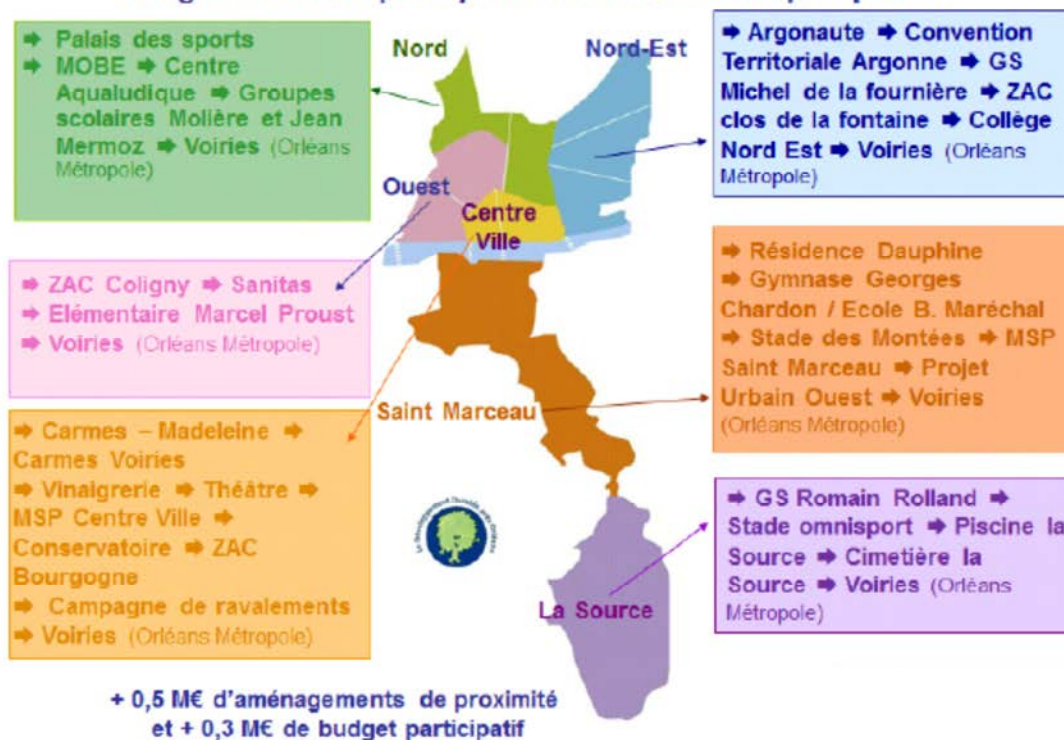 ➡ Palais des sports
➡ MOBE ➡ Centre
Aqualudique ➡ Groupes
scolaires Molière et Jean
Mermoz ➡ Voiries (Orléans
Métropole)
Nord
Nord-Est
➡ Argonaute ➡ Convention
Territoriale Argonne ➡ GS
Michel de la fournière ➡ ZAC
clos de la fontaine ➡ Collège
Nord Est ➡ Voiries (Orléans
Métropole)
Ouest
Centre
Ville
➡ ZAC Coligny ➡ Sanitas
➡ Elémentaire Marcel Proust
➡ Voiries (Orléans Métropole)
➡ Résidence Dauphine
➡ Gymnase Georges
Chardon / Ecole B. Maréchal
➡ Stade des Montées ➡ MSP
Saint Marceau ➡ Projet
Urbain Ouest ➡ Voiries
(Orléans Métropole)
Saint Marceau
➡ Carmes – Madeleine ➡
Carmes Voiries
➡ Vinaigrerie ➡ Théâtre ➡
MSP Centre Ville ➡
Conservatoire ➡ ZAC
Bourgogne
➡ Campagne de ravalements
➡ Voiries (Orléans Métropole)
➡ GS Romain Rolland ➡
Stade omnisport ➡ Piscine la
Source ➡ Cimetière la
Source ➡ Voiries (Orléans
Métropole)
La Source
+ 0,5 M€ d'aménagements de proximité
et + 0,3 M€ de budget participatif